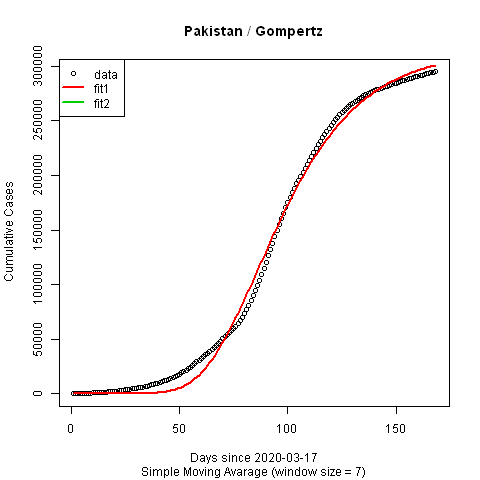 Pakistan / Gompertz
data
fit1
fit2
Cumulative Cases
300000
250000
200000
150000
100000
50000
0
0 50 100 150
Days since 2020-03-17
Simple Moving Avarage (window size = 7)